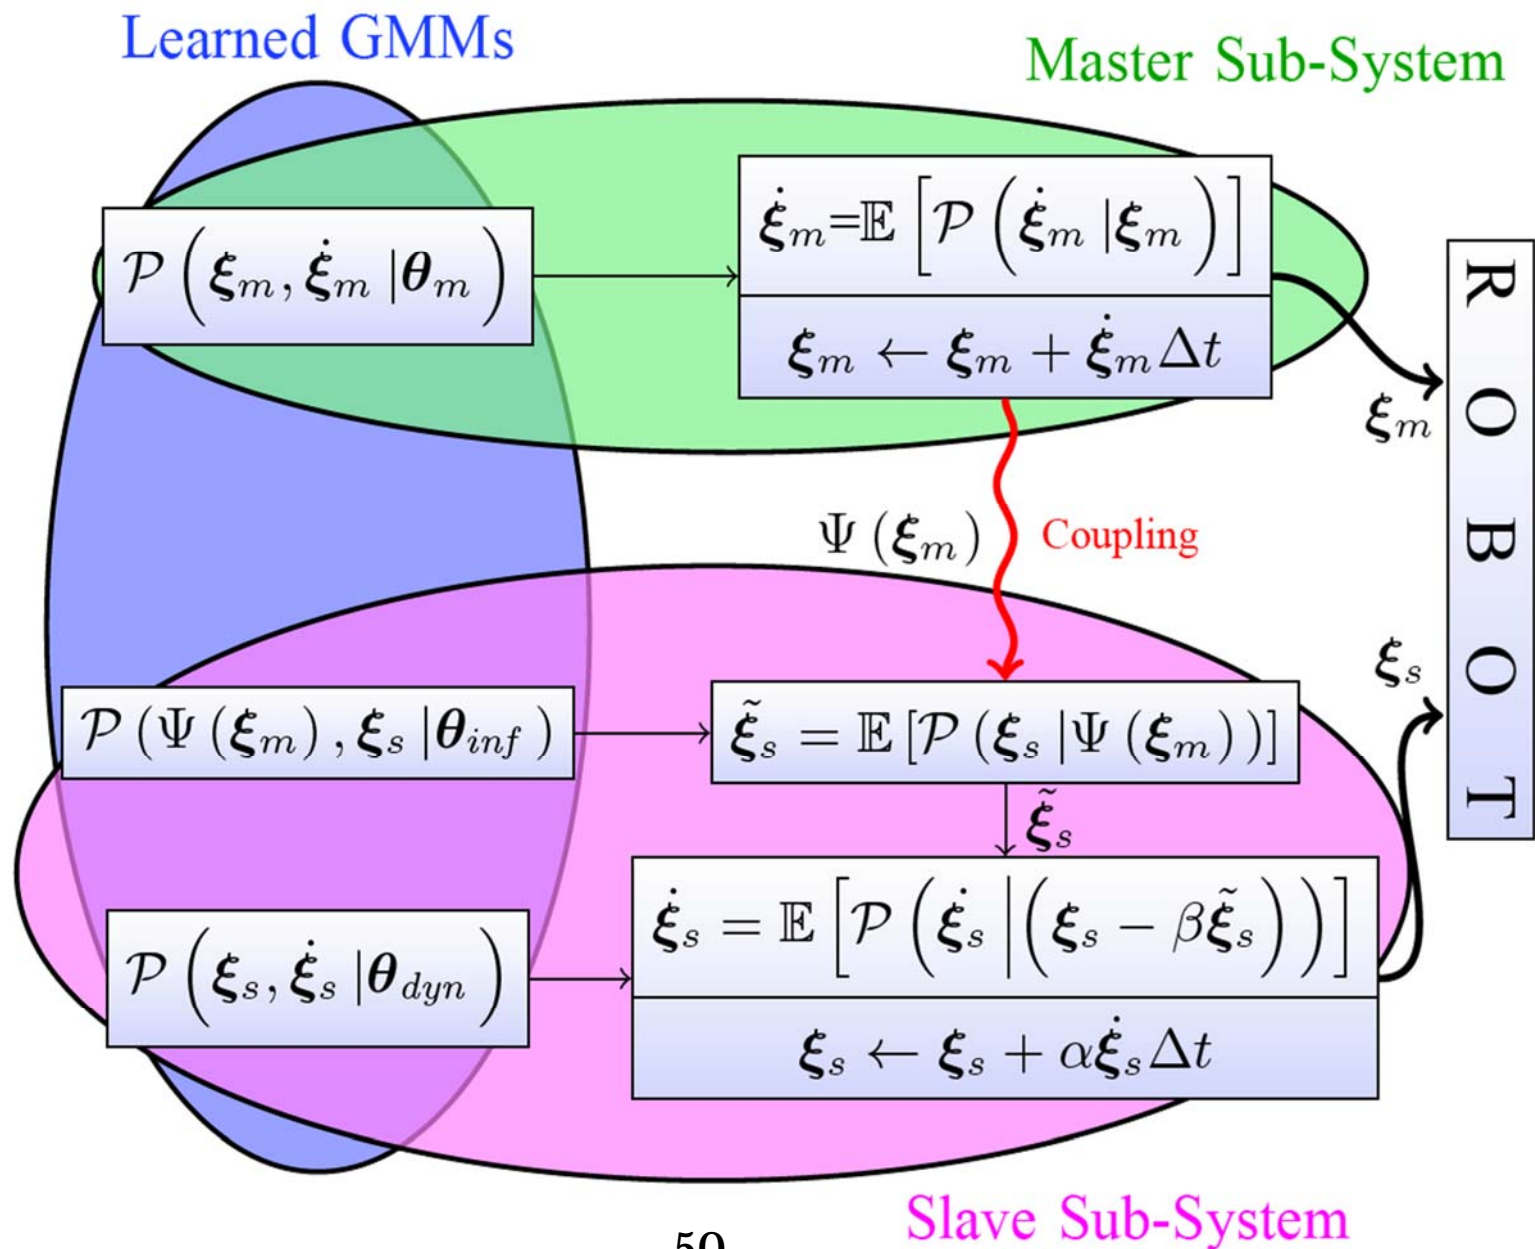 Learned GMMs
Master Sub-System
𝒫 (ξ_m, ξ̇_m | θ_m)
ξ̇_m=𝔼 [𝒫 (ξ̇_m | ξ_m)]
ξ_m ← ξ_m + ξ̇_m Δt
ξ_m
Ψ (ξ_m)
Coupling
𝒫 (Ψ (ξ_m) , ξ_s | θ_inf )
ξ̃_s = 𝔼 [𝒫 (ξ_s | Ψ (ξ_m) )]
ξ̃_s
ξ_s
𝒫 (ξ_s, ξ̇_s | θ_dyn )
ξ̇_s = 𝔼 [𝒫 (ξ̇_s | (ξ_s − βξ̃_s) )]
ξ_s ← ξ_s + αξ̇_s Δt
ROBOT
Slave Sub-System